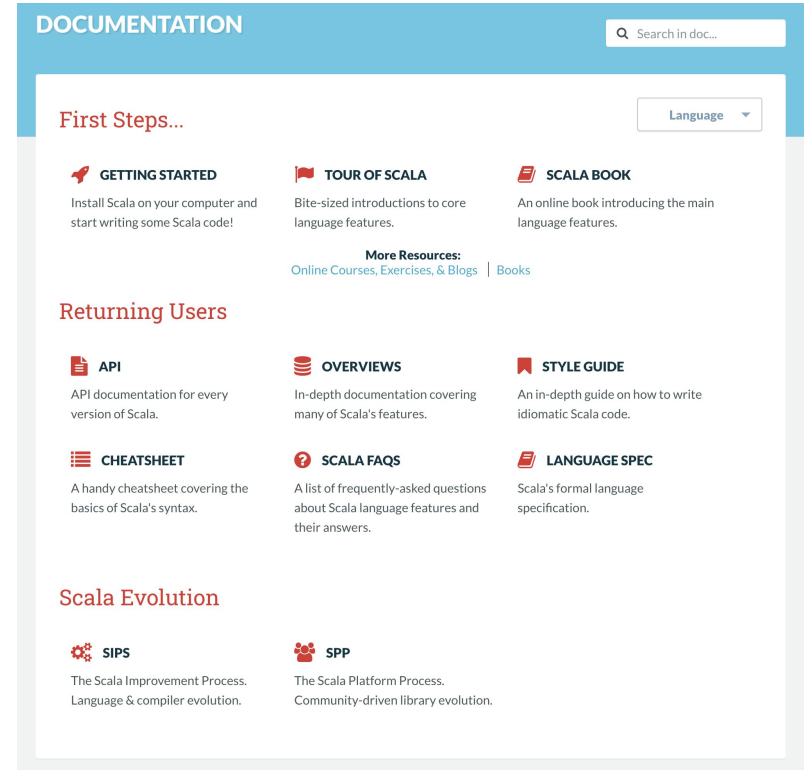 DOCUMENTATION
Search in doc...
First Steps...
Language
GETTING STARTED
Install Scala on your computer and
start writing some Scala code!
TOUR OF SCALA
Bite-sized introductions to core
language features.
SCALA BOOK
An online book introducing the main
language features.
More Resources:
Online Courses, Exercises, & Blogs | Books
Returning Users
API
API documentation for every
version of Scala.
OVERVIEWS
In-depth documentation covering
many of Scala's features.
STYLE GUIDE
An in-depth guide on how to write
idiomatic Scala code.
CHEATSHEET
A handy cheatsheet covering the
basics of Scala's syntax.
SCALA FAQS
A list of frequently-asked questions
about Scala language features and
their answers.
LANGUAGE SPEC
Scala's formal language
specification.
Scala Evolution
SIPS
The Scala Improvement Process.
Language & compiler evolution.
SPP
The Scala Platform Process.
Community-driven library evolution.